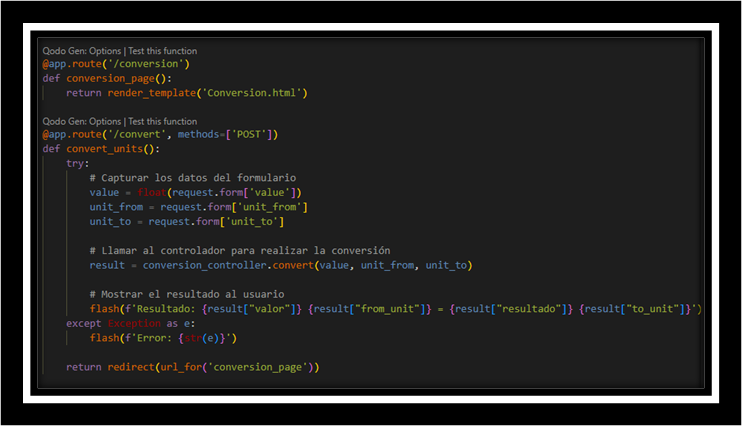 Qodo Gen: Options | Test this function
@app.route('/conversion')
def conversion_page():
    return render_template('Conversion.html')
Qodo Gen: Options | Test this function
@app.route('/convert', methods=['POST'])
def convert_units():
    try:
        # Capturar los datos del formulario
        value = float(request.form['value'])
        unit_from = request.form['unit_from']
        unit_to = request.form['unit_to']
        # Llamar al controlador para realizar la conversión
        result = conversion_controller.convert(value, unit_from, unit_to)
        # Mostrar el resultado al usuario
        flash(f'Resultado: {result["valor"]} {result["from_unit"]} = {result["resultado"]} {result["to_unit"]}')
    except Exception as e:
        flash(f'Error: {str(e)}')
    return redirect(url_for('conversion_page'))